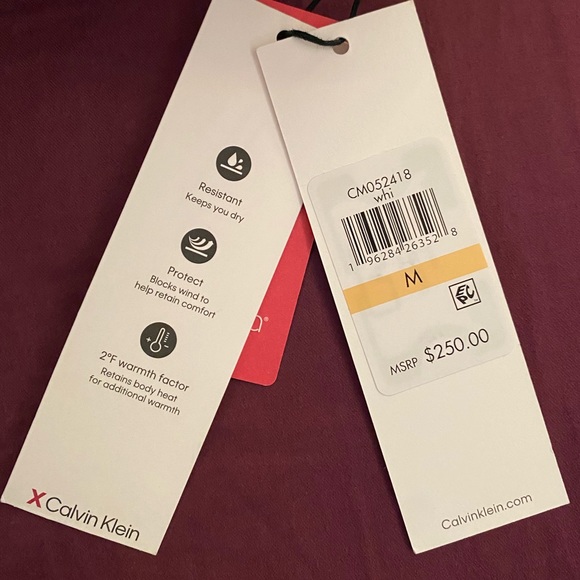 Resistant
Keeps you dry
Protect
Blocks wind to
help retain comfort
2°F warmth factor
Retains body heat
for additional warmth
X Calvin Klein
a®
CM052418
whi
1 96284 26352 8
M
MSRP $250.00
Calvinklein.com